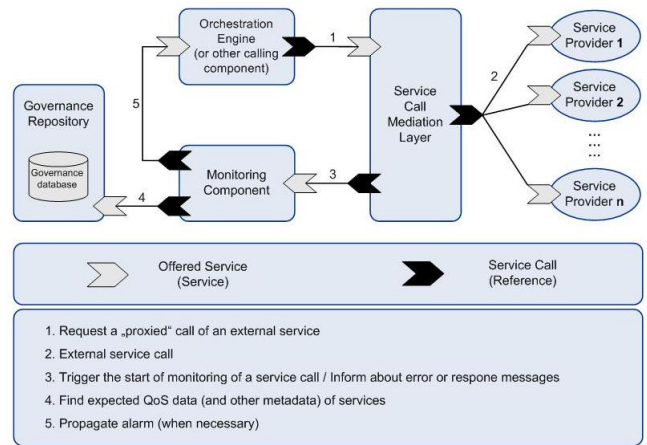 Orchestration
Engine
(or other calling
component)
1
Service
Call
Mediation
Layer
2
Service
Provider 1
Service
Provider 2
...
...
Service
Provider n
5
Governance
Repository
Governance
database
4
Monitoring
Component
3
Offered Service
(Service)
Service Call
(Reference)
1. Request a „proxied“ call of an external service
2. External service call
3. Trigger the start of monitoring of a service call / Inform about error or respone messages
4. Find expected QoS data (and other metadata) of services
5. Propagate alarm (when necessary)